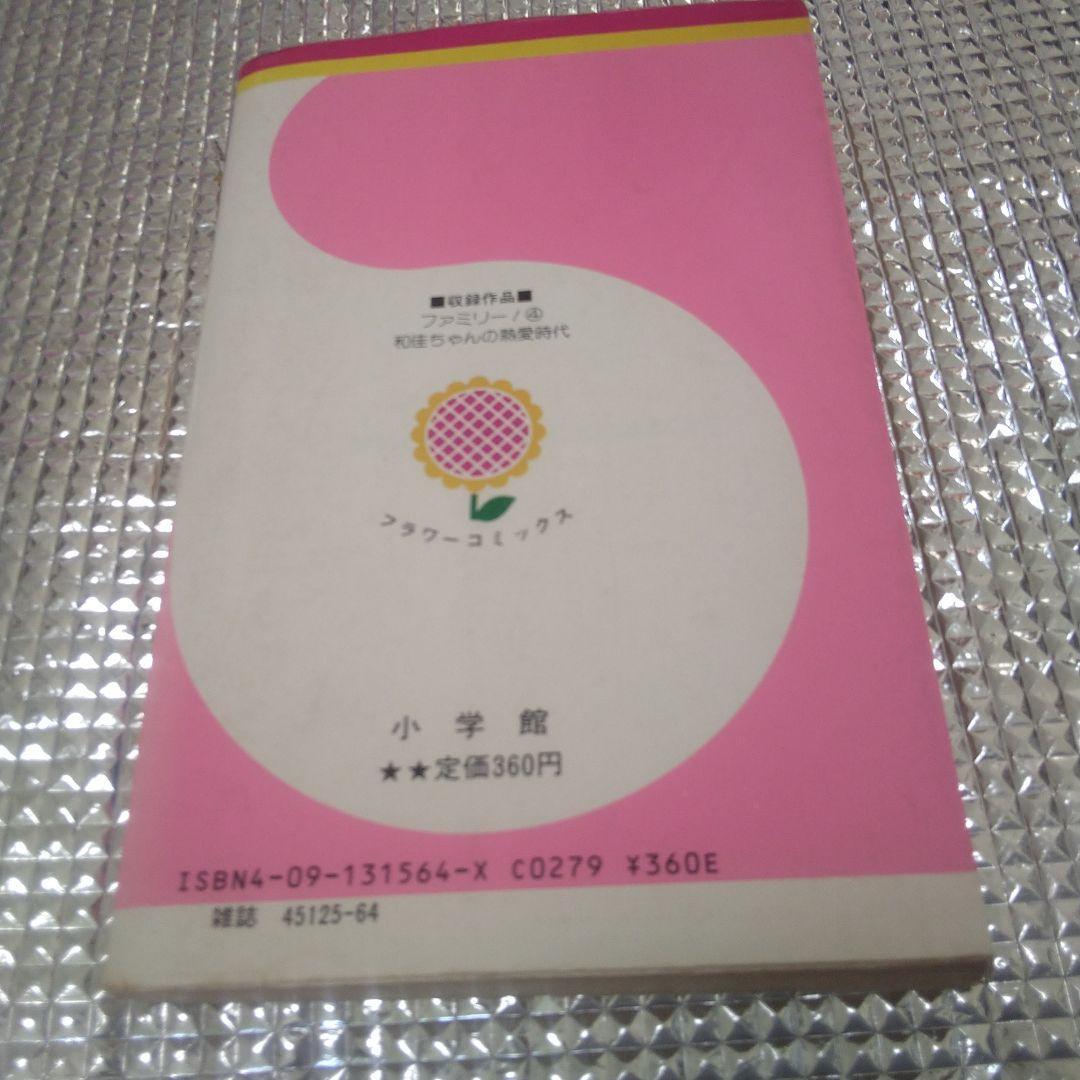 ■収録作品■
ファミリー!④
和佳ちゃんの熱愛時代
フラワーコミックス
小学館
★★定価360円
ISBN4-09-131564-X C0279 ¥360E
雑誌 45125-64